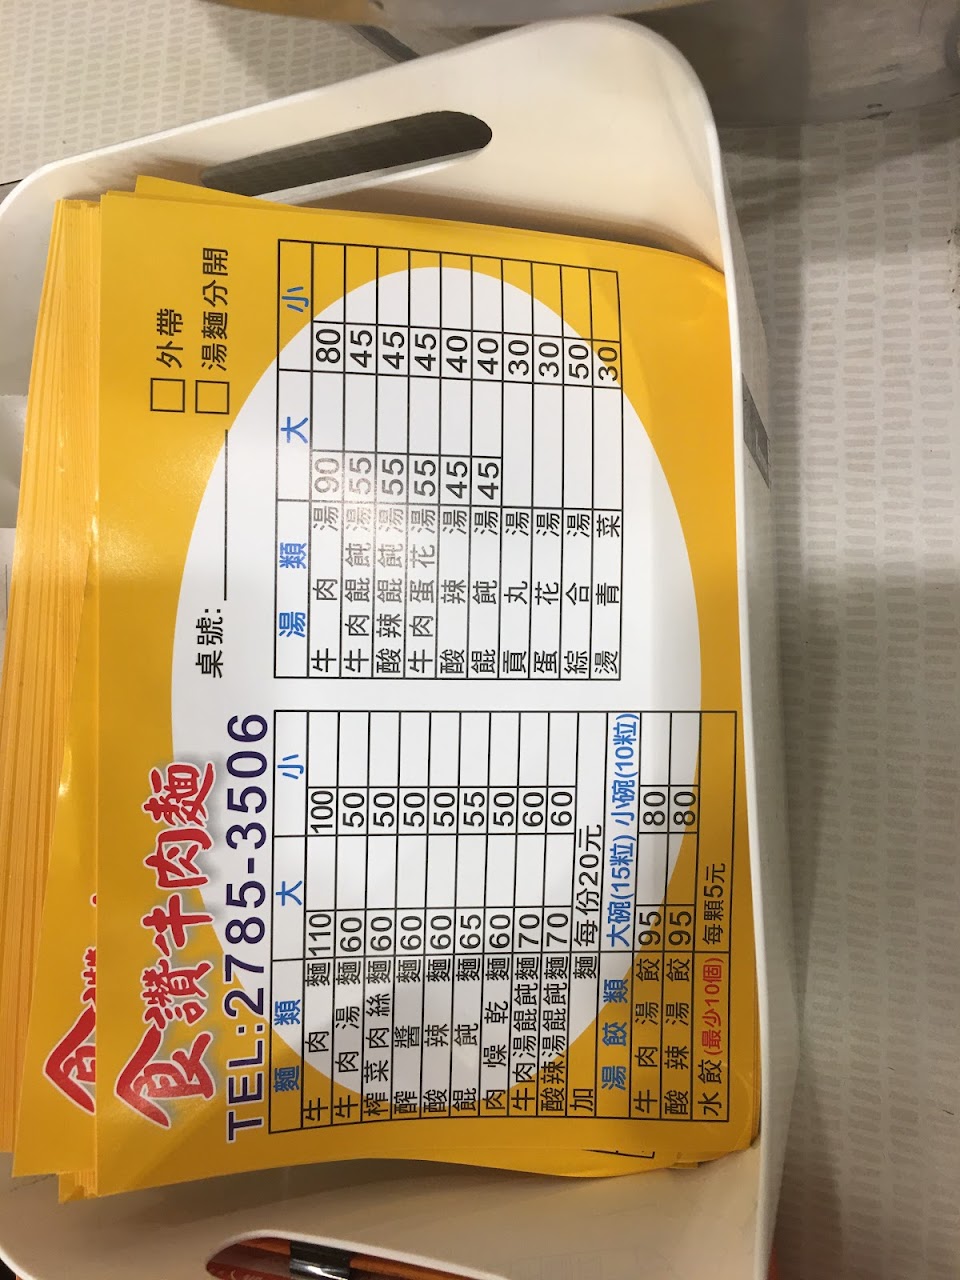 食讚牛肉麵
TEL:2785-3506
桌號:
□外帶
□湯麵分開
麵類 大 小
牛肉麵 110 100
牛肉湯麵 60 50
榨菜肉絲麵 60 50
酢醬麵 60 50
酸辣麵 60 50
餛飩麵 65 55
肉燥乾麵 60 50
牛肉湯餛飩麵 70 60
酸辣湯餛飩麵 70 60
加麵 每份20元
湯餃類 大碗(15粒) 小碗(10粒)
牛肉湯餃 95 80
酸辣湯餃 95 80
水餃(最少10個) 每顆5元
湯類 大 小
牛肉湯 90 80
牛肉餛飩湯 55 45
酸辣餛飩湯 55 45
牛肉蛋花湯 55 45
酸辣湯 45 40
餛飩湯 45 40
貢丸湯 30
蛋花湯 30
綜合湯 50
燙青菜 30